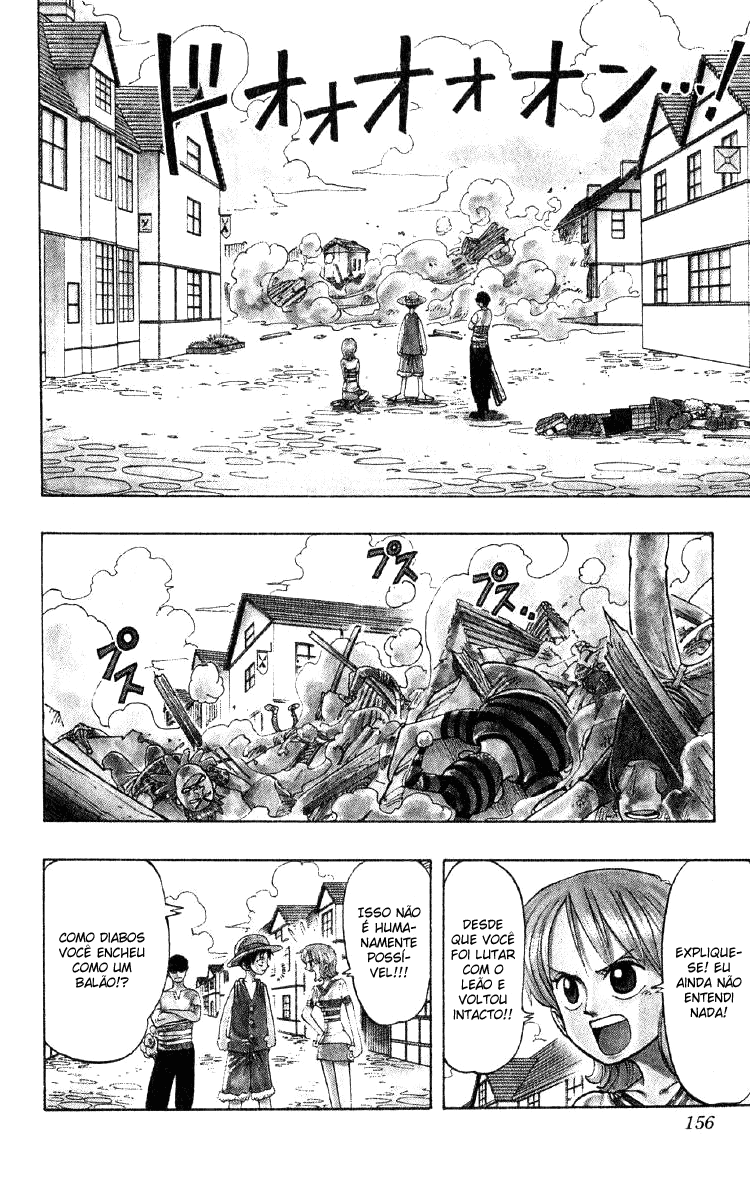 ドオオオオオン...!
プス
プス..
プス
EXPLIQUE-
SE! EU
AINDA NÃO
ENTENDI
NADA!
DESDE
QUE VOCÊ
FOI LUTAR
COM O
LEÃO E
VOLTOU
INTACTO!!
ISSO NÃO
É HUMA-
NAMENTE
POSSÍ-
VEL!!!
COMO DIABOS
VOCÊ ENCHEU
COMO UM
BALÃO!?
156